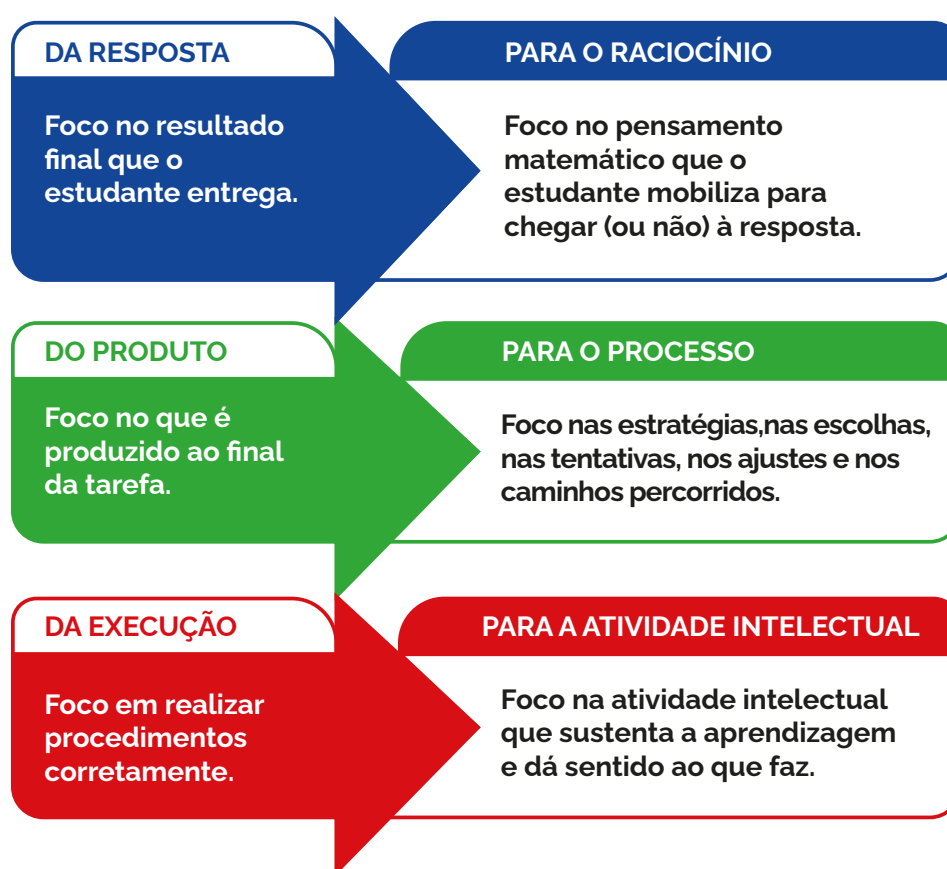 DA RESPOSTA
Foco no resultado
final que o
estudante entrega.
PARA O RACIOCÍNIO
Foco no pensamento
matemático que o
estudante mobiliza para
chegar (ou não) à resposta.
DO PRODUTO
Foco no que é
produzido ao final
da tarefa.
PARA O PROCESSO
Foco nas estratégias,nas escolhas,
nas tentativas, nos ajustes e nos
caminhos percorridos.
DA EXECUÇÃO
Foco em realizar
procedimentos
corretamente.
PARA A ATIVIDADE INTELECTUAL
Foco na atividade intelectual
que sustenta a aprendizagem
e dá sentido ao que faz.